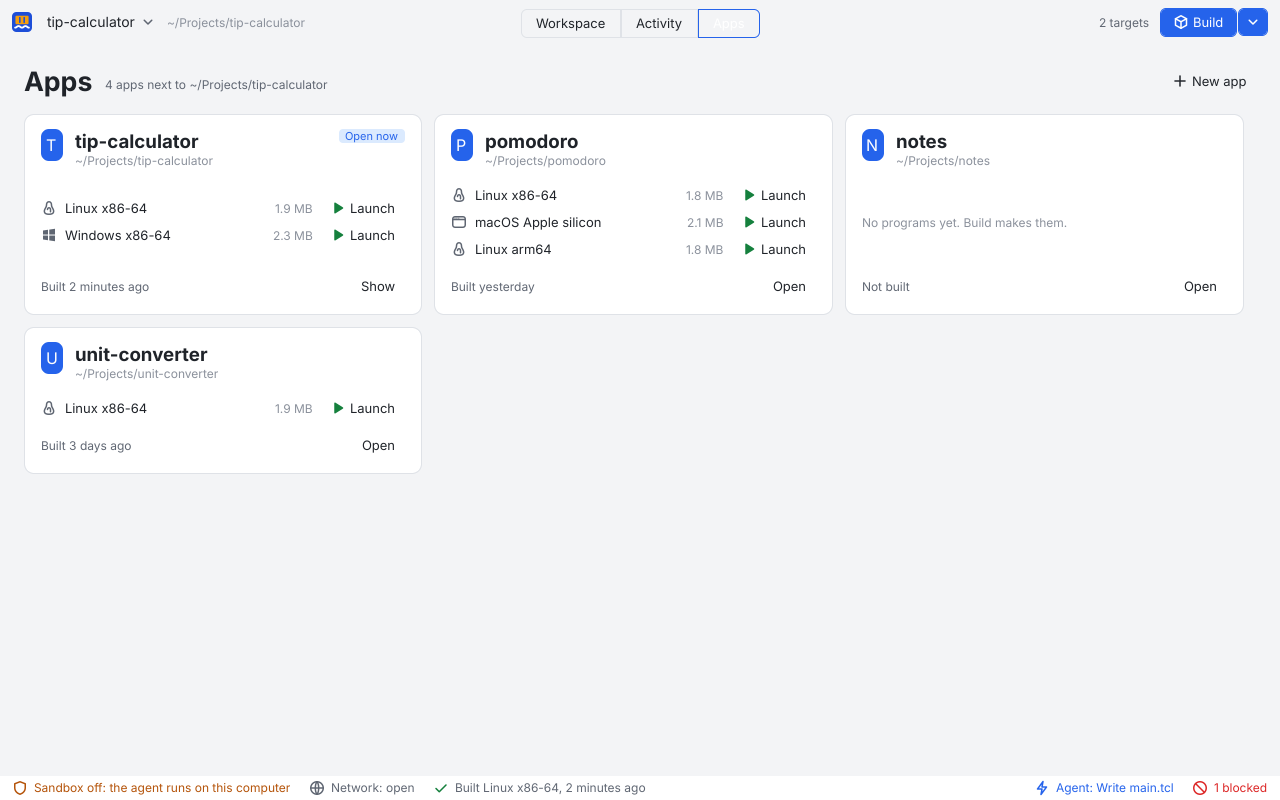 tip-calculator ~/Projects/tip-calculator
Workspace Activity Apps
2 targets Build
Apps 4 apps next to ~/Projects/tip-calculator
New app
T tip-calculator Open now
~/Projects/tip-calculator
Linux x86-64 1.9 MB Launch
Windows x86-64 2.3 MB Launch
Built 2 minutes ago Show
P pomodoro
~/Projects/pomodoro
Linux x86-64 1.8 MB Launch
macOS Apple silicon 2.1 MB Launch
Linux arm64 1.8 MB Launch
Built yesterday Open
N notes
~/Projects/notes
No programs yet. Build makes them.
Not built Open
U unit-converter
~/Projects/unit-converter
Linux x86-64 1.9 MB Launch
Built 3 days ago Open
Sandbox off: the agent runs on this computer Network: open Built Linux x86-64, 2 minutes ago Agent: Write main.tcl 1 blocked